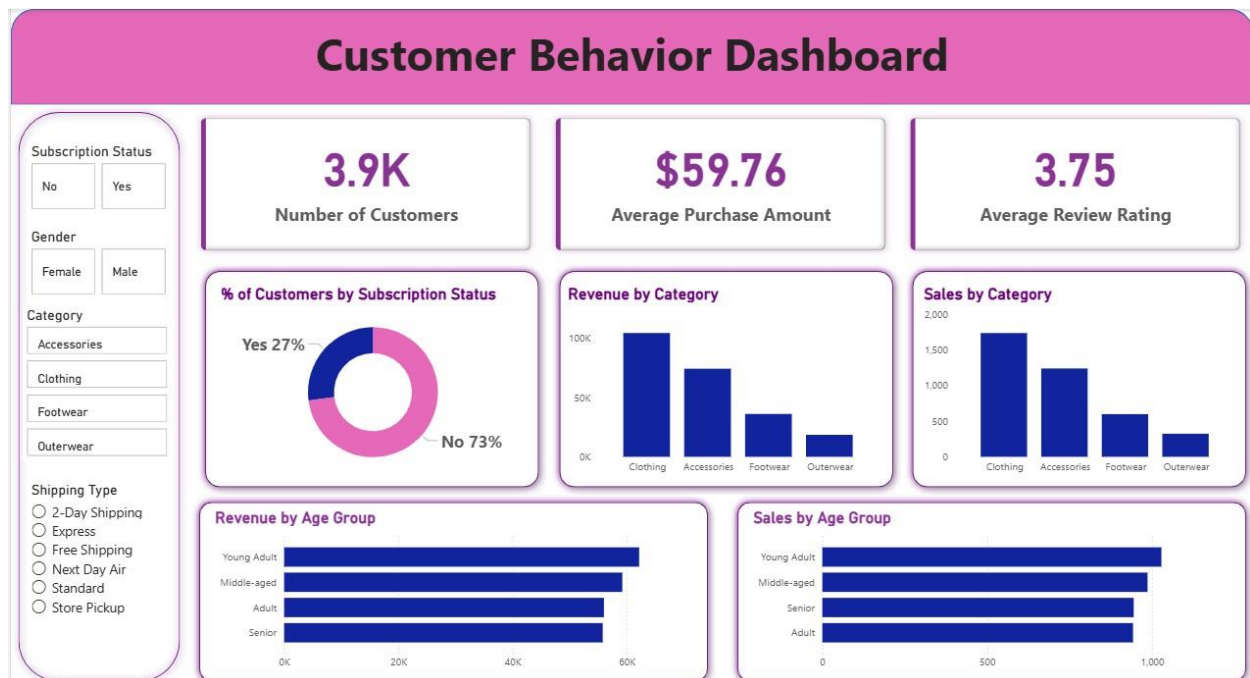 Customer Behavior Dashboard
Subscription Status
No Yes
Gender
Female Male
Category
Accessories
Clothing
Footwear
Outerwear
Shipping Type
2-Day Shipping
Express
Free Shipping
Next Day Air
Standard
Store Pickup
3.9K
Number of Customers
$59.76
Average Purchase Amount
3.75
Average Review Rating
% of Customers by Subscription Status
Yes 27%
No 73%
Revenue by Category
100K
50K
0K
Clothing Accessories Footwear Outerwear
Sales by Category
2,000
1,500
1,000
500
0
Clothing Accessories Footwear Outerwear
Revenue by Age Group
Young Adult
Middle-aged
Adult
Senior
0K 20K 40K 60K
Sales by Age Group
Young Adult
Middle-aged
Senior
Adult
0 500 1,000